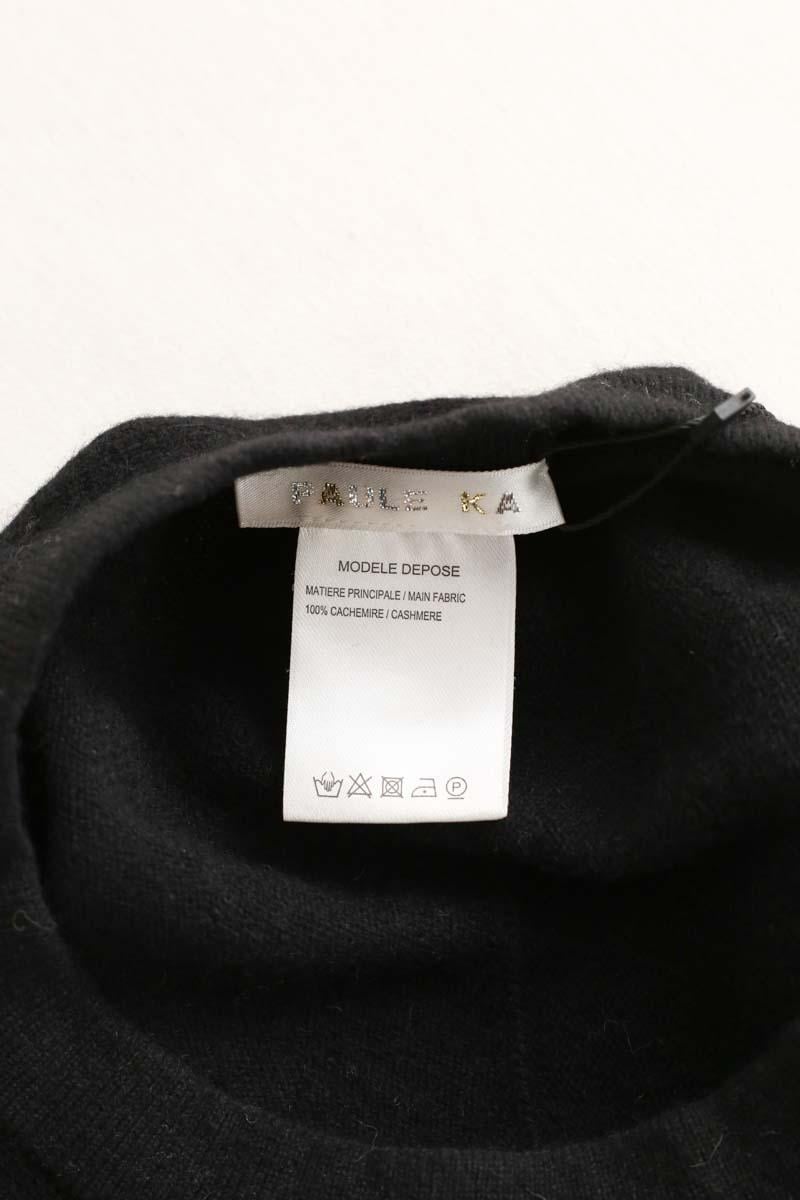 PAULE KA
MODELE DEPOSE
MATIERE PRINCIPALE / MAIN FABRIC
100% CACHEMIRE / CASHMERE
P